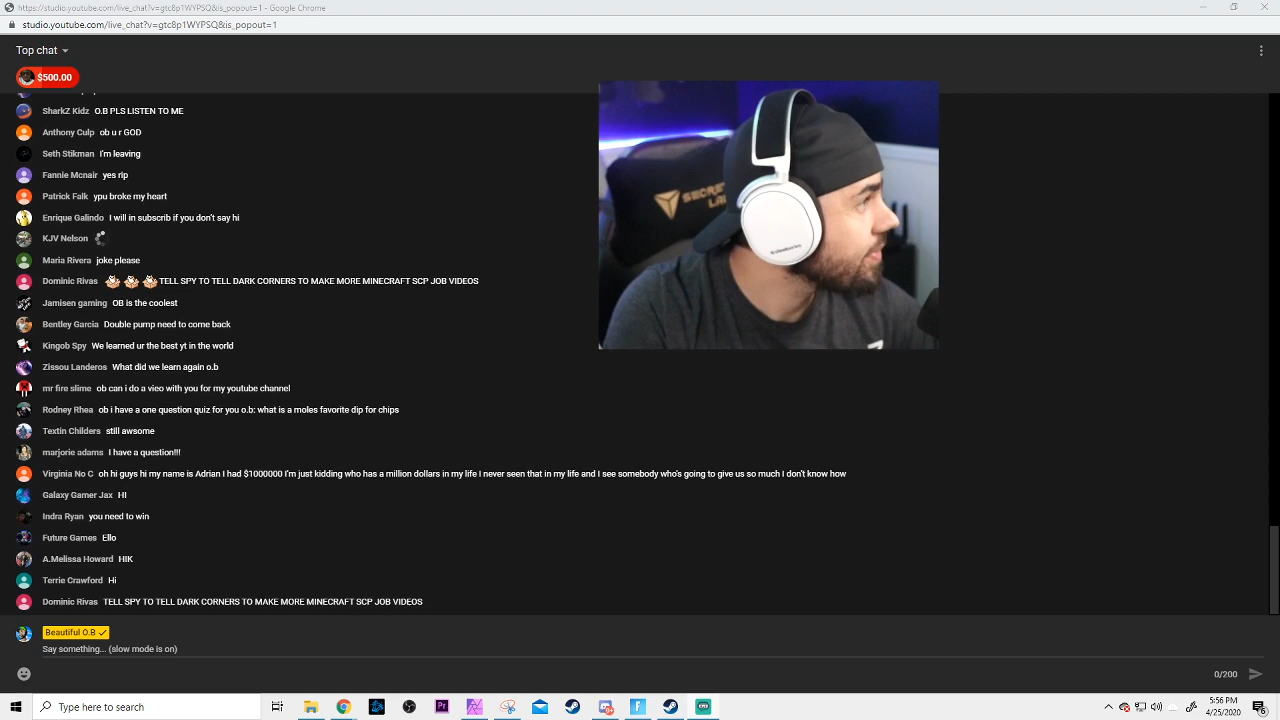 https://studio.youtube.com/live_chat?v=gtc8p1WYPSQ&is_popout=1 - Google Chrome
studio.youtube.com/live_chat?v=gtc8p1WYPSQ&is_popout=1
Top chat
$500.00
SharkZ Kidz O.B PLS LISTEN TO ME
Anthony Culp ob u r GOD
Seth Stikman I'm leaving
Fannie Mcnair yes rip
Patrick Falk ypu broke my heart
Enrique Galindo I will in subscrib if you don't say hi
KJV Nelson
Maria Rivera joke please
Dominic Rivas TELL SPY TO TELL DARK CORNERS TO MAKE MORE MINECRAFT SCP JOB VIDEOS
Jamisen gaming OB is the coolest
Bentley Garcia Double pump need to come back
Kingob Spy We learned ur the best yt in the world
Zissou Landeros What did we learn again o.b
mr fire slime ob can i do a vieo with you for my youtube channel
Rodney Rhea ob i have a one question quiz for you o.b: what is a moles favorite dip for chips
Textin Childers still awsome
marjorie adams I have a question!!!
Virginia No C oh hi guys hi my name is Adrian I had $1000000 I'm just kidding who has a million dollars in my life I never seen that in my life and I see somebody who's going to give us so much I don't know how
Galaxy Gamer Jax HI
Indra Ryan you need to win
Future Games Ello
A.Melissa Howard HIK
Terrie Crawford Hi
Dominic Rivas TELL SPY TO TELL DARK CORNERS TO MAKE MORE MINECRAFT SCP JOB VIDEOS
Beautiful O.B
Say something... (slow mode is on)
0/200
Type here to search
5:56 PM
4/25/2020